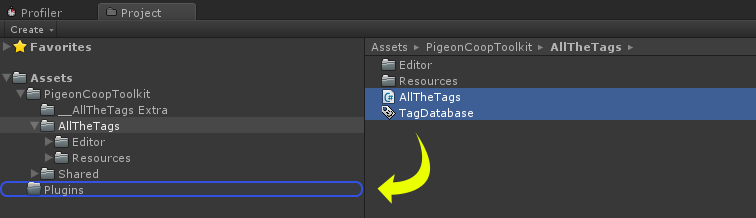 Profiler
Project
Create
Favorites
Assets
PigeonCoopToolkit
__AllTheTags Extra
AllTheTags
Editor
Resources
Shared
Plugins
Assets ▸ PigeonCoopToolkit ▸ AllTheTags ▸
Editor
Resources
AllTheTags
TagDatabase